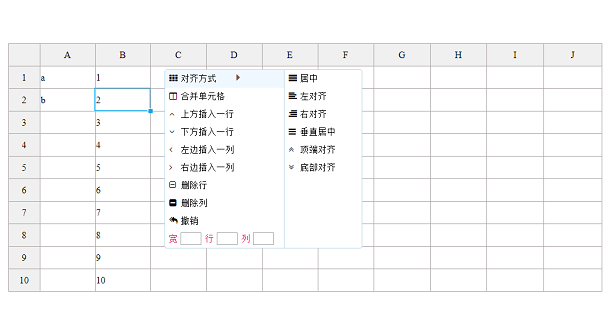 A B C D E F G H I J
1 a 1
对齐方式 居中
2 b 2
合并单元格 左对齐
3 3
上方插入一行 右对齐
4 4
下方插入一行 垂直居中
5 5
左边插入一列 顶端对齐
6 6
右边插入一列 底部对齐
7 7
删除行
8 8
删除列
9 9
撤销
10 10
宽 行 列